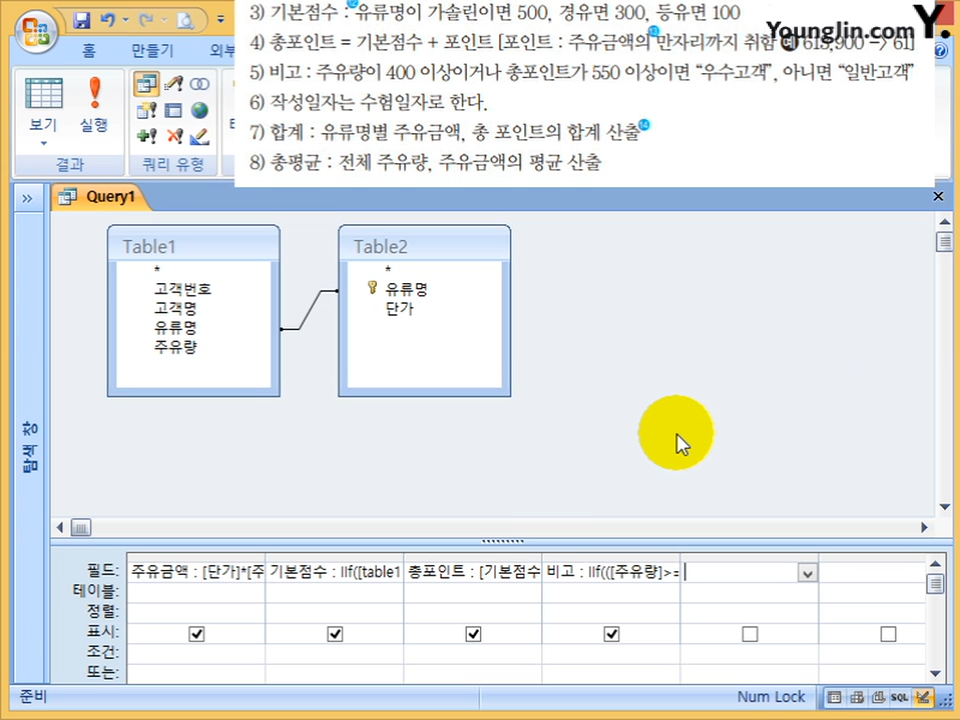 3) 기본점수 : 유류명이 가솔린이면 500, 경유면 300, 등유면 100
Younglin.com
Y.
4) 총포인트 = 기본점수 + 포인트 [포인트 : 주유금액의 만자리까지 취함 예 615,900 -> 61]
5) 비고 : 주유량이 400 이상이거나 총포인트가 550 이상이면 "우수고객", 아니면 "일반고객"
6) 작성일자는 수험일자로 한다.
7) 합계 : 유류명별 주유금액, 총 포인트의 합계 산출
8) 총평균 : 전체 주유량, 주유금액의 평균 산출
홈 만들기 외부
보기 실행
결과 쿼리 유형
Query1
Table1 Table2
*
고객번호
고객명
유류명
주유량
*
유류명
단가
탐색 창
필드: 주유금액 : [단가]*[주 기본점수 : IIf([table1 총포인트 : [기본점수 비고 : IIf(([주유량]>=
테이블:
정렬:
표시:
조건:
또는:
준비 Num Lock SQL